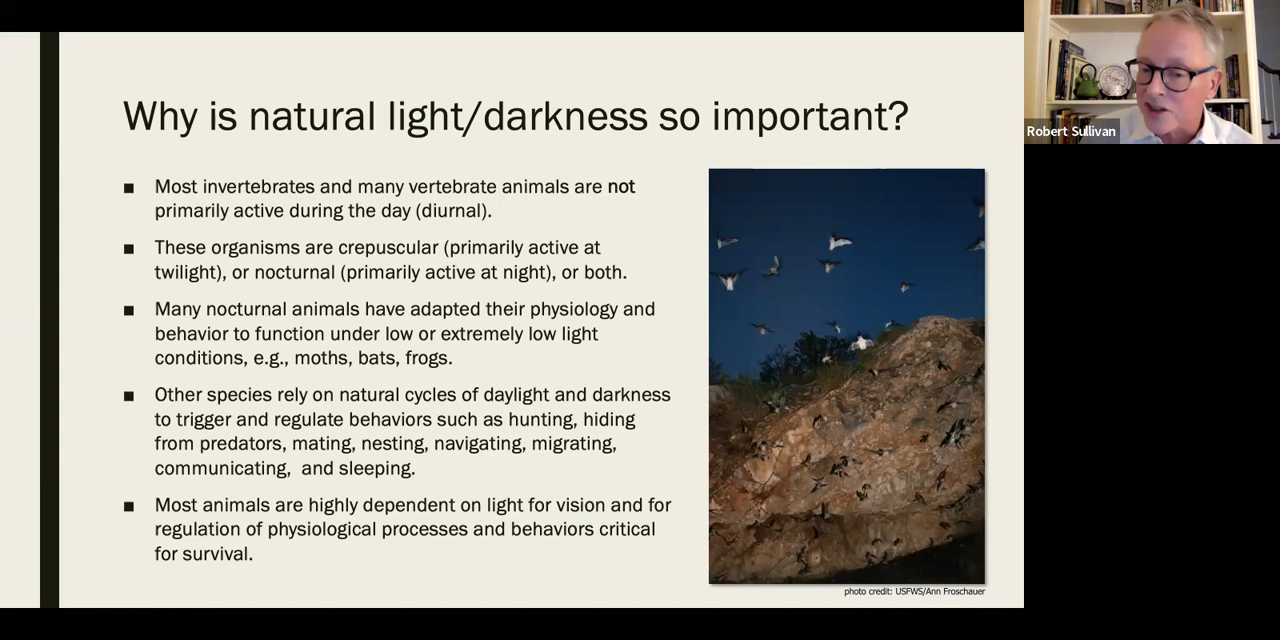 Why is natural light/darkness so important?
■ Most invertebrates and many vertebrate animals are not
primarily active during the day (diurnal).
■ These organisms are crepuscular (primarily active at
twilight), or nocturnal (primarily active at night), or both.
■ Many nocturnal animals have adapted their physiology and
behavior to function under low or extremely low light
conditions, e.g., moths, bats, frogs.
■ Other species rely on natural cycles of daylight and darkness
to trigger and regulate behaviors such as hunting, hiding
from predators, mating, nesting, navigating, migrating,
communicating,  and sleeping.
■ Most animals are highly dependent on light for vision and for
regulation of physiological processes and behaviors critical
for survival.
photo credit: USFWS/Ann Froschauer
Robert Sullivan